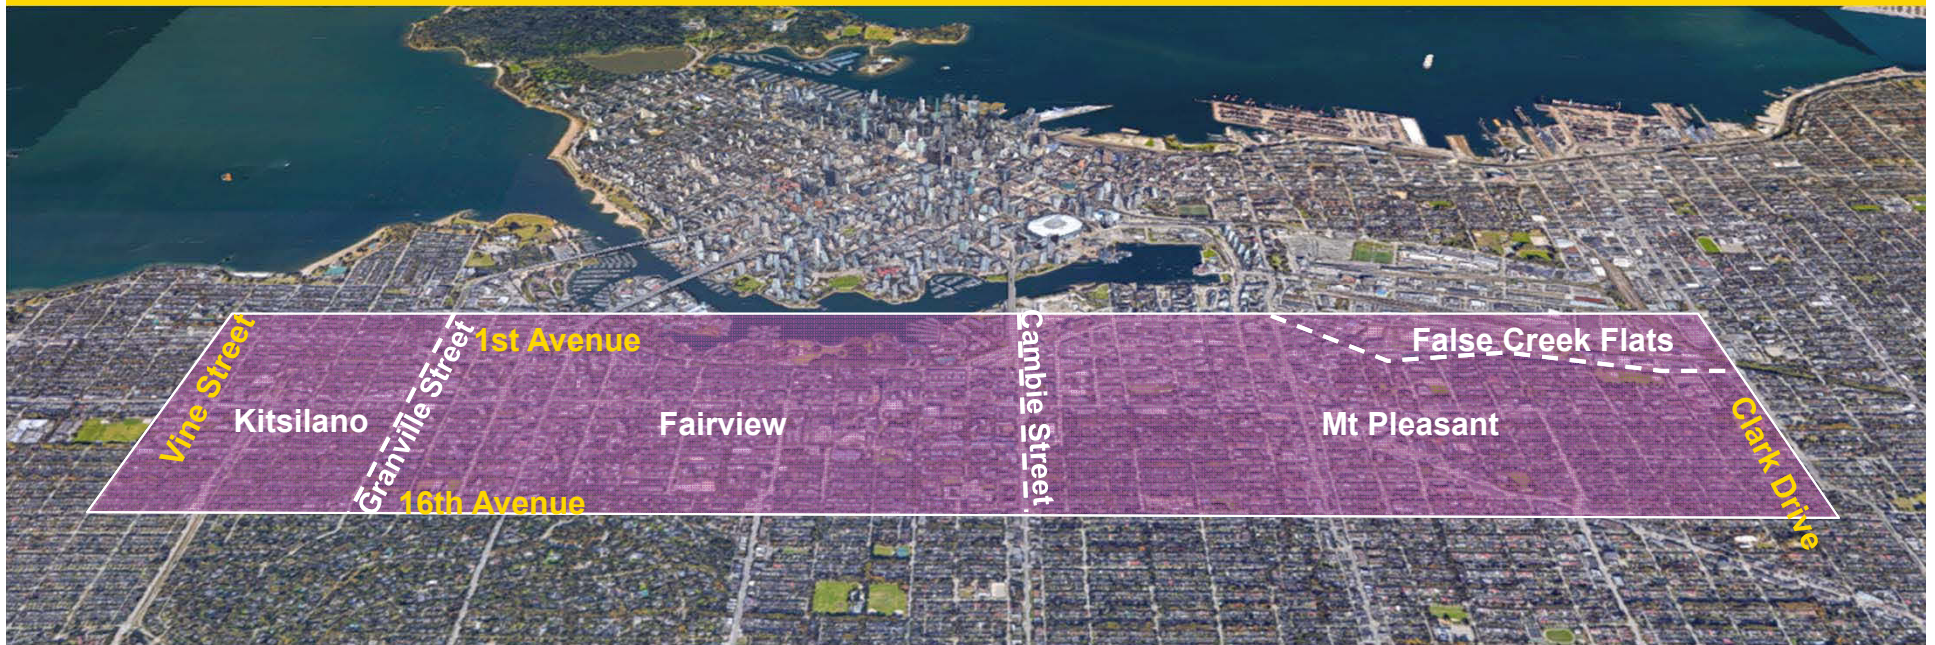 Vine Street
Kitsilano
Granville Street
1st Avenue
16th Avenue
Fairview
Cambie Street
False Creek Flats
Mt Pleasant
Clark Drive